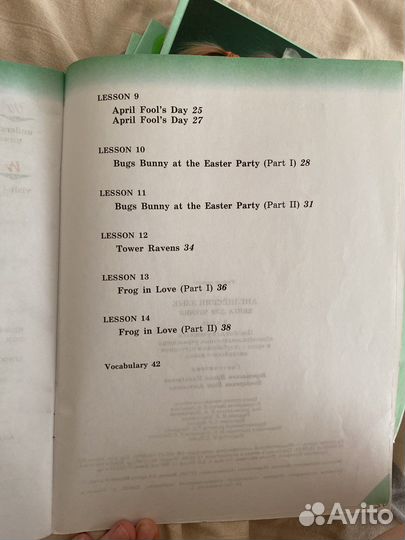 LESSON 9
April Fool's Day 25
April Fool's Day 27
LESSON 10
Bugs Bunny at the Easter Party (Part I) 28
LESSON 11
Bugs Bunny at the Easter Party (Part II) 31
LESSON 12
Tower Ravens 34
LESSON 13
Frog in Love (Part I) 36
LESSON 14
Frog in Love (Part II) 38
Vocabulary 42
Avito